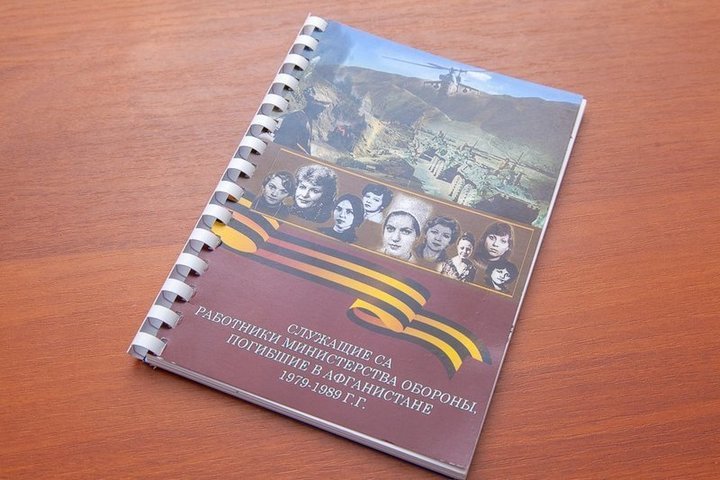 СЛУЖАЩИЕ СА
РАБОТНИКИ МИНИСТЕРСТВА ОБОРОНЫ,
ПОГИБШИЕ В АФГАНИСТАНЕ
1979-1989 Г.Г.